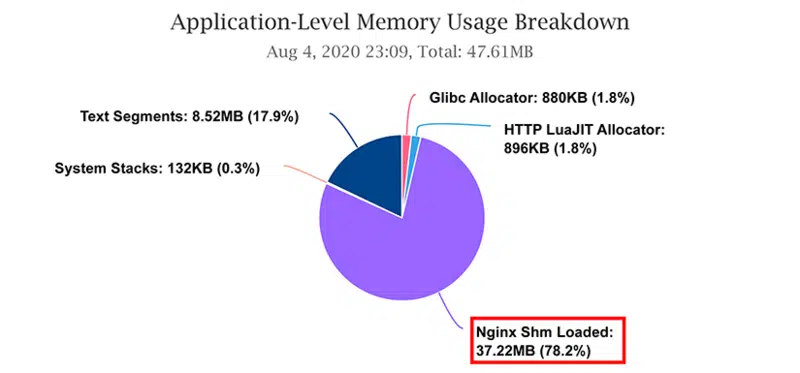 Application-Level Memory Usage Breakdown
Aug 4, 2020 23:09, Total: 47.61MB
Glibc Allocator: 880KB (1.8%)
Text Segments: 8.52MB (17.9%)
HTTP LuaJIT Allocator:
896KB (1.8%)
System Stacks: 132KB (0.3%)
Nginx Shm Loaded:
37.22MB (78.2%)